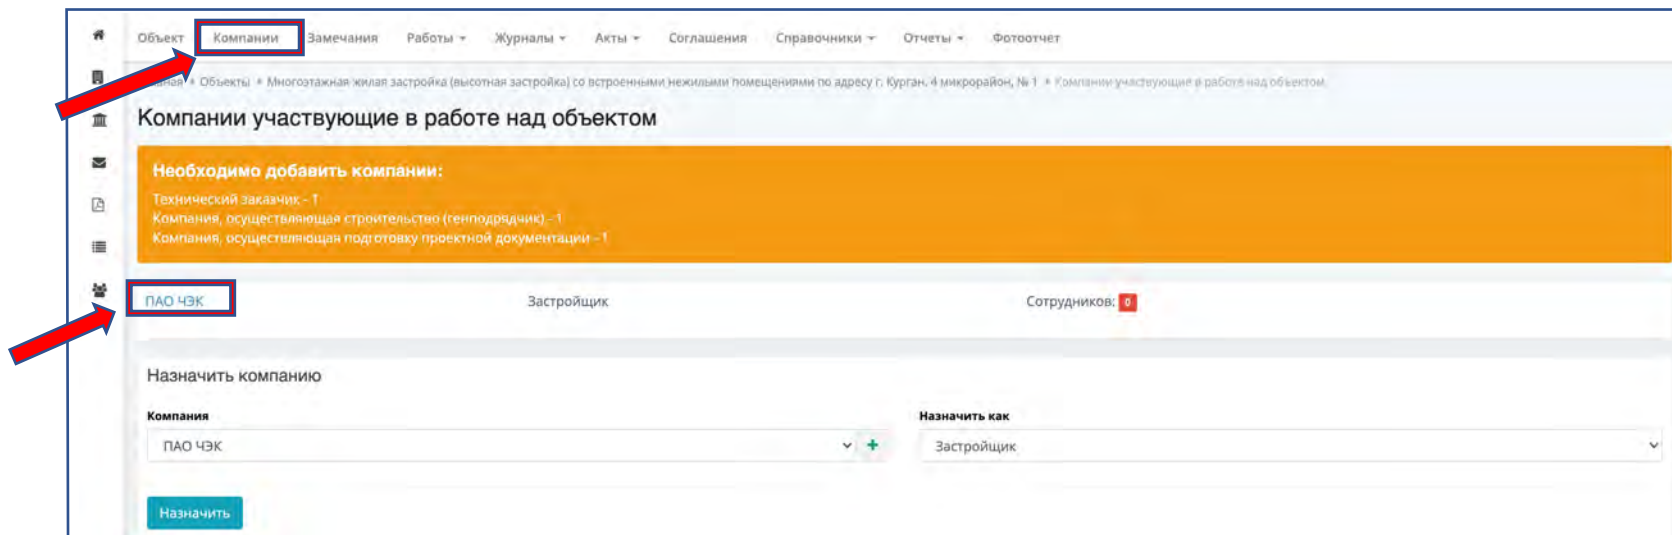 Объект Компании Замечания Работы Журналы Акты Соглашения Справочники Отчеты Фотоотчет
Объекты Многоэтажная жилая застройка (высотная застройка) со встроенными нежилыми помещениями по адресу г. Курган, 4 микрорайон, № 1 Компании участвующие в работе над объектом
Компании участвующие в работе над объектом
Необходимо добавить компании:
Технический заказчик - 1
Компания, осуществляющая строительство (генподрядчик) - 1
Компания, осуществляющая подготовку проектной документации - 1
ПАО ЧЭК Застройщик Сотрудников: 0
Назначить компанию
Компания Назначить как
ПАО ЧЭК Застройщик
Назначить